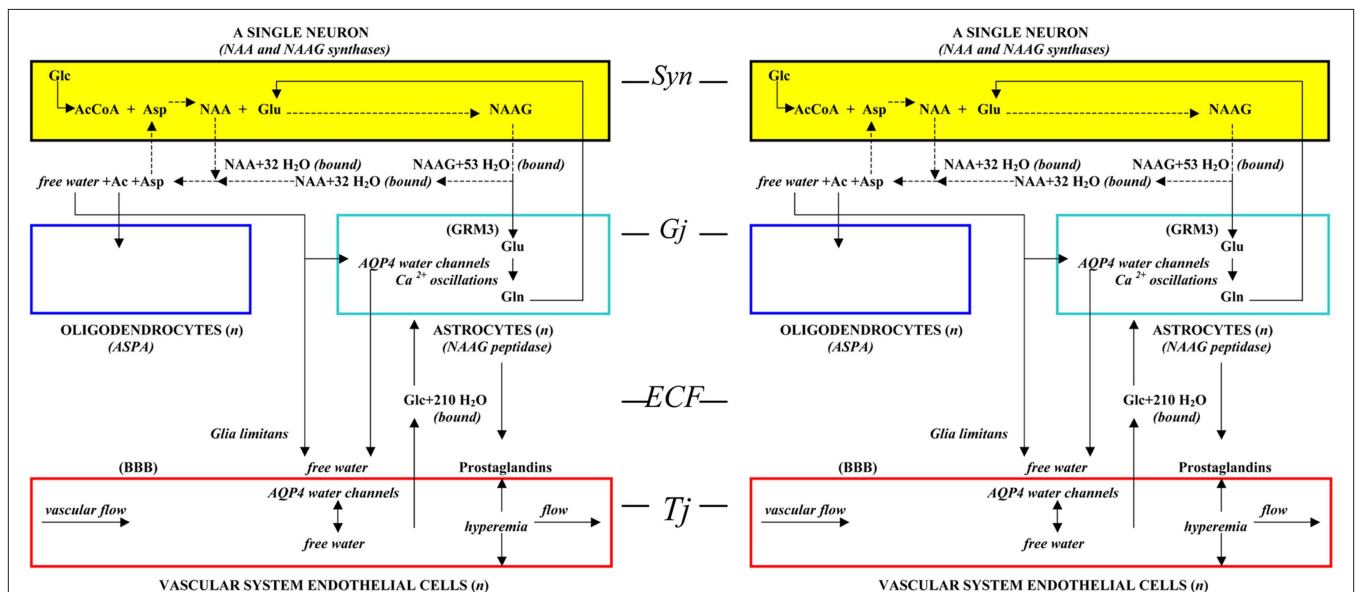 A SINGLE NEURON
(NAA and NAAG synthases)
Glc
AcCoA + Asp NAA + Glu NAAG
NAA+32 H₂O (bound) NAAG+53 H₂O (bound)
free water +Ac +Asp NAA+32 H₂O (bound)
(GRM3)
Glu
AQP4 water channels
Ca ²⁺ oscillations
Gln
OLIGODENDROCYTES (n)
(ASPA)
ASTROCYTES (n)
(NAAG peptidase)
Glc+210 H₂O
(bound)
Glia limitans
(BBB) free water Prostaglandins
AQP4 water channels
vascular flow hyperemia flow
free water
VASCULAR SYSTEM ENDOTHELIAL CELLS (n)
Syn
Gj
ECF
Tj
A SINGLE NEURON
(NAA and NAAG synthases)
Glc
AcCoA + Asp NAA + Glu NAAG
NAA+32 H₂O (bound) NAAG+53 H₂O (bound)
free water +Ac +Asp NAA+32 H₂O (bound)
(GRM3)
Glu
AQP4 water channels
Ca ²⁺ oscillations
Gln
OLIGODENDROCYTES (n)
(ASPA)
ASTROCYTES (n)
(NAAG peptidase)
Glc+210 H₂O
(bound)
Glia limitans
(BBB) free water Prostaglandins
AQP4 water channels
vascular flow hyperemia flow
free water
VASCULAR SYSTEM ENDOTHELIAL CELLS (n)